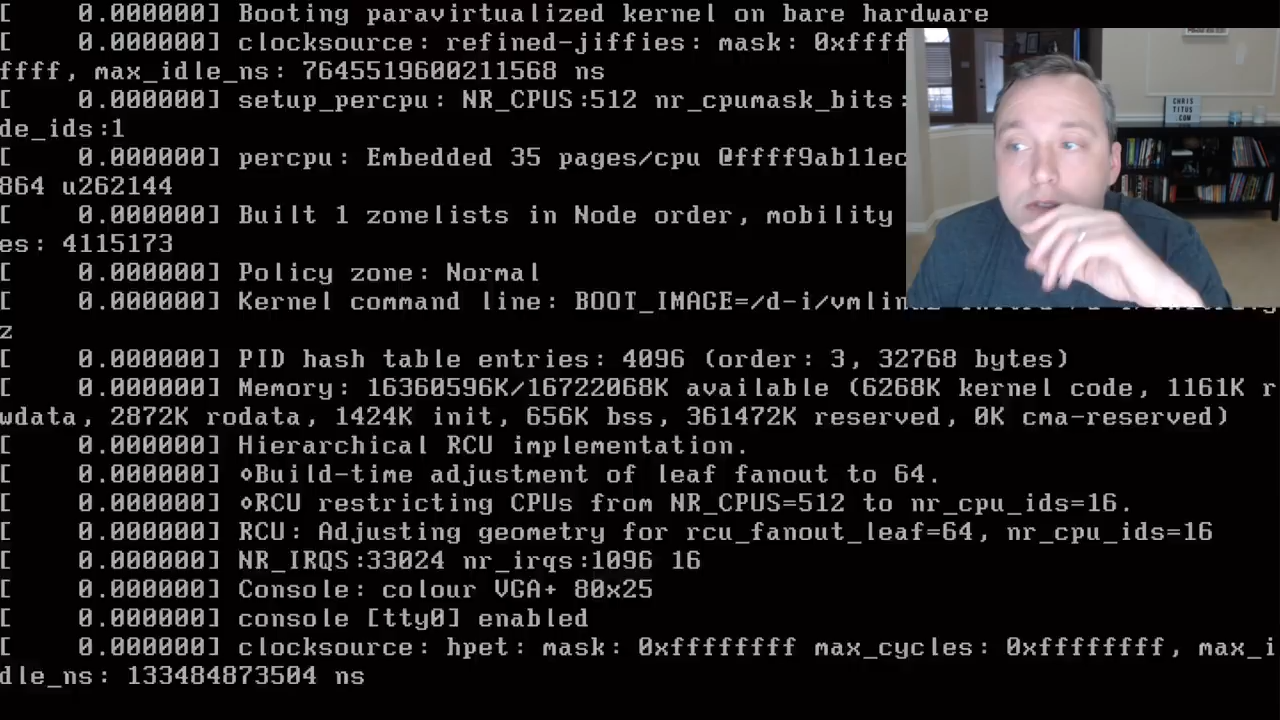 [    0.000000] Booting paravirtualized kernel on bare hardware
[    0.000000] clocksource: refined-jiffies: mask: 0xffff
ffff, max_idle_ns: 7645519600211568 ns
[    0.000000] setup_percpu: NR_CPUS:512 nr_cpumask_bits:
de_ids:1
[    0.000000] percpu: Embedded 35 pages/cpu @ffff9ab11ec
864 u262144
[    0.000000] Built 1 zonelists in Node order, mobility
es: 4115173
[    0.000000] Policy zone: Normal
[    0.000000] Kernel command line: BOOT_IMAGE=/d-i/vmlinuz
z
[    0.000000] PID hash table entries: 4096 (order: 3, 32768 bytes)
[    0.000000] Memory: 16360596K/16722068K available (6268K kernel code, 1161K r
wdata, 2872K rodata, 1424K init, 656K bss, 361472K reserved, 0K cma-reserved)
[    0.000000] Hierarchical RCU implementation.
[    0.000000] ◊Build-time adjustment of leaf fanout to 64.
[    0.000000] ◊RCU restricting CPUs from NR_CPUS=512 to nr_cpu_ids=16.
[    0.000000] RCU: Adjusting geometry for rcu_fanout_leaf=64, nr_cpu_ids=16
[    0.000000] NR_IRQS:33024 nr_irqs:1096 16
[    0.000000] Console: colour VGA+ 80x25
[    0.000000] console [tty0] enabled
[    0.000000] clocksource: hpet: mask: 0xffffffff max_cycles: 0xffffffff, max_i
dle_ns: 133484873504 ns
CHRIS
TITUS
.COM